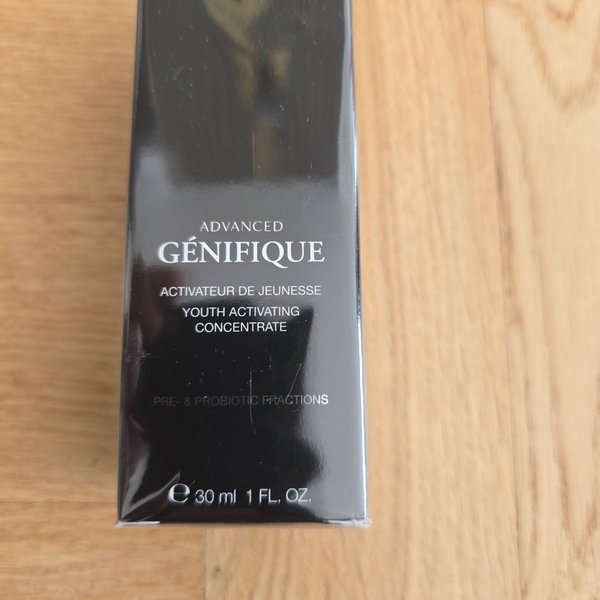 ADVANCED
GÉNIFIQUE
ACTIVATEUR DE JEUNESSE
YOUTH ACTIVATING
CONCENTRATE
PRE- & PROBIOTIC FRACTIONS
℮ 30 ml 1 FL. OZ.